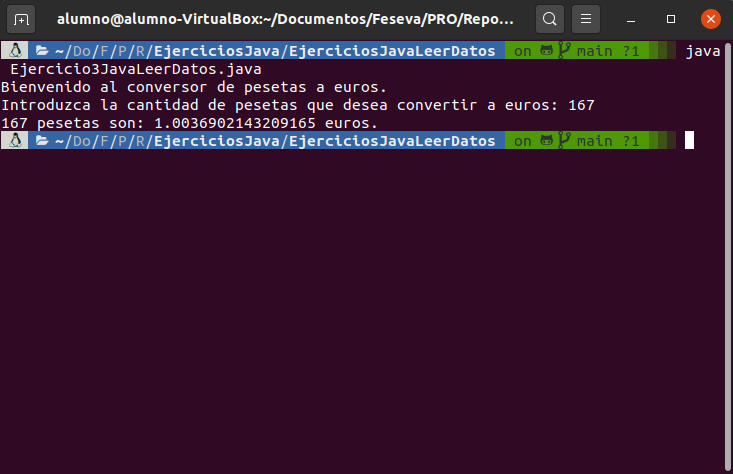 alumno@alumno-VirtualBox:~/Documentos/Feseva/PRO/Repo...
~/Do/F/P/R/EjerciciosJava/EjerciciosJavaLeerDatos on main ?1 java
Ejercicio3JavaLeerDatos.java
Bienvenido al conversor de pesetas a euros.
Introduzca la cantidad de pesetas que desea convertir a euros: 167
167 pesetas son: 1.0036902143209165 euros.
~/Do/F/P/R/EjerciciosJava/EjerciciosJavaLeerDatos on main ?1